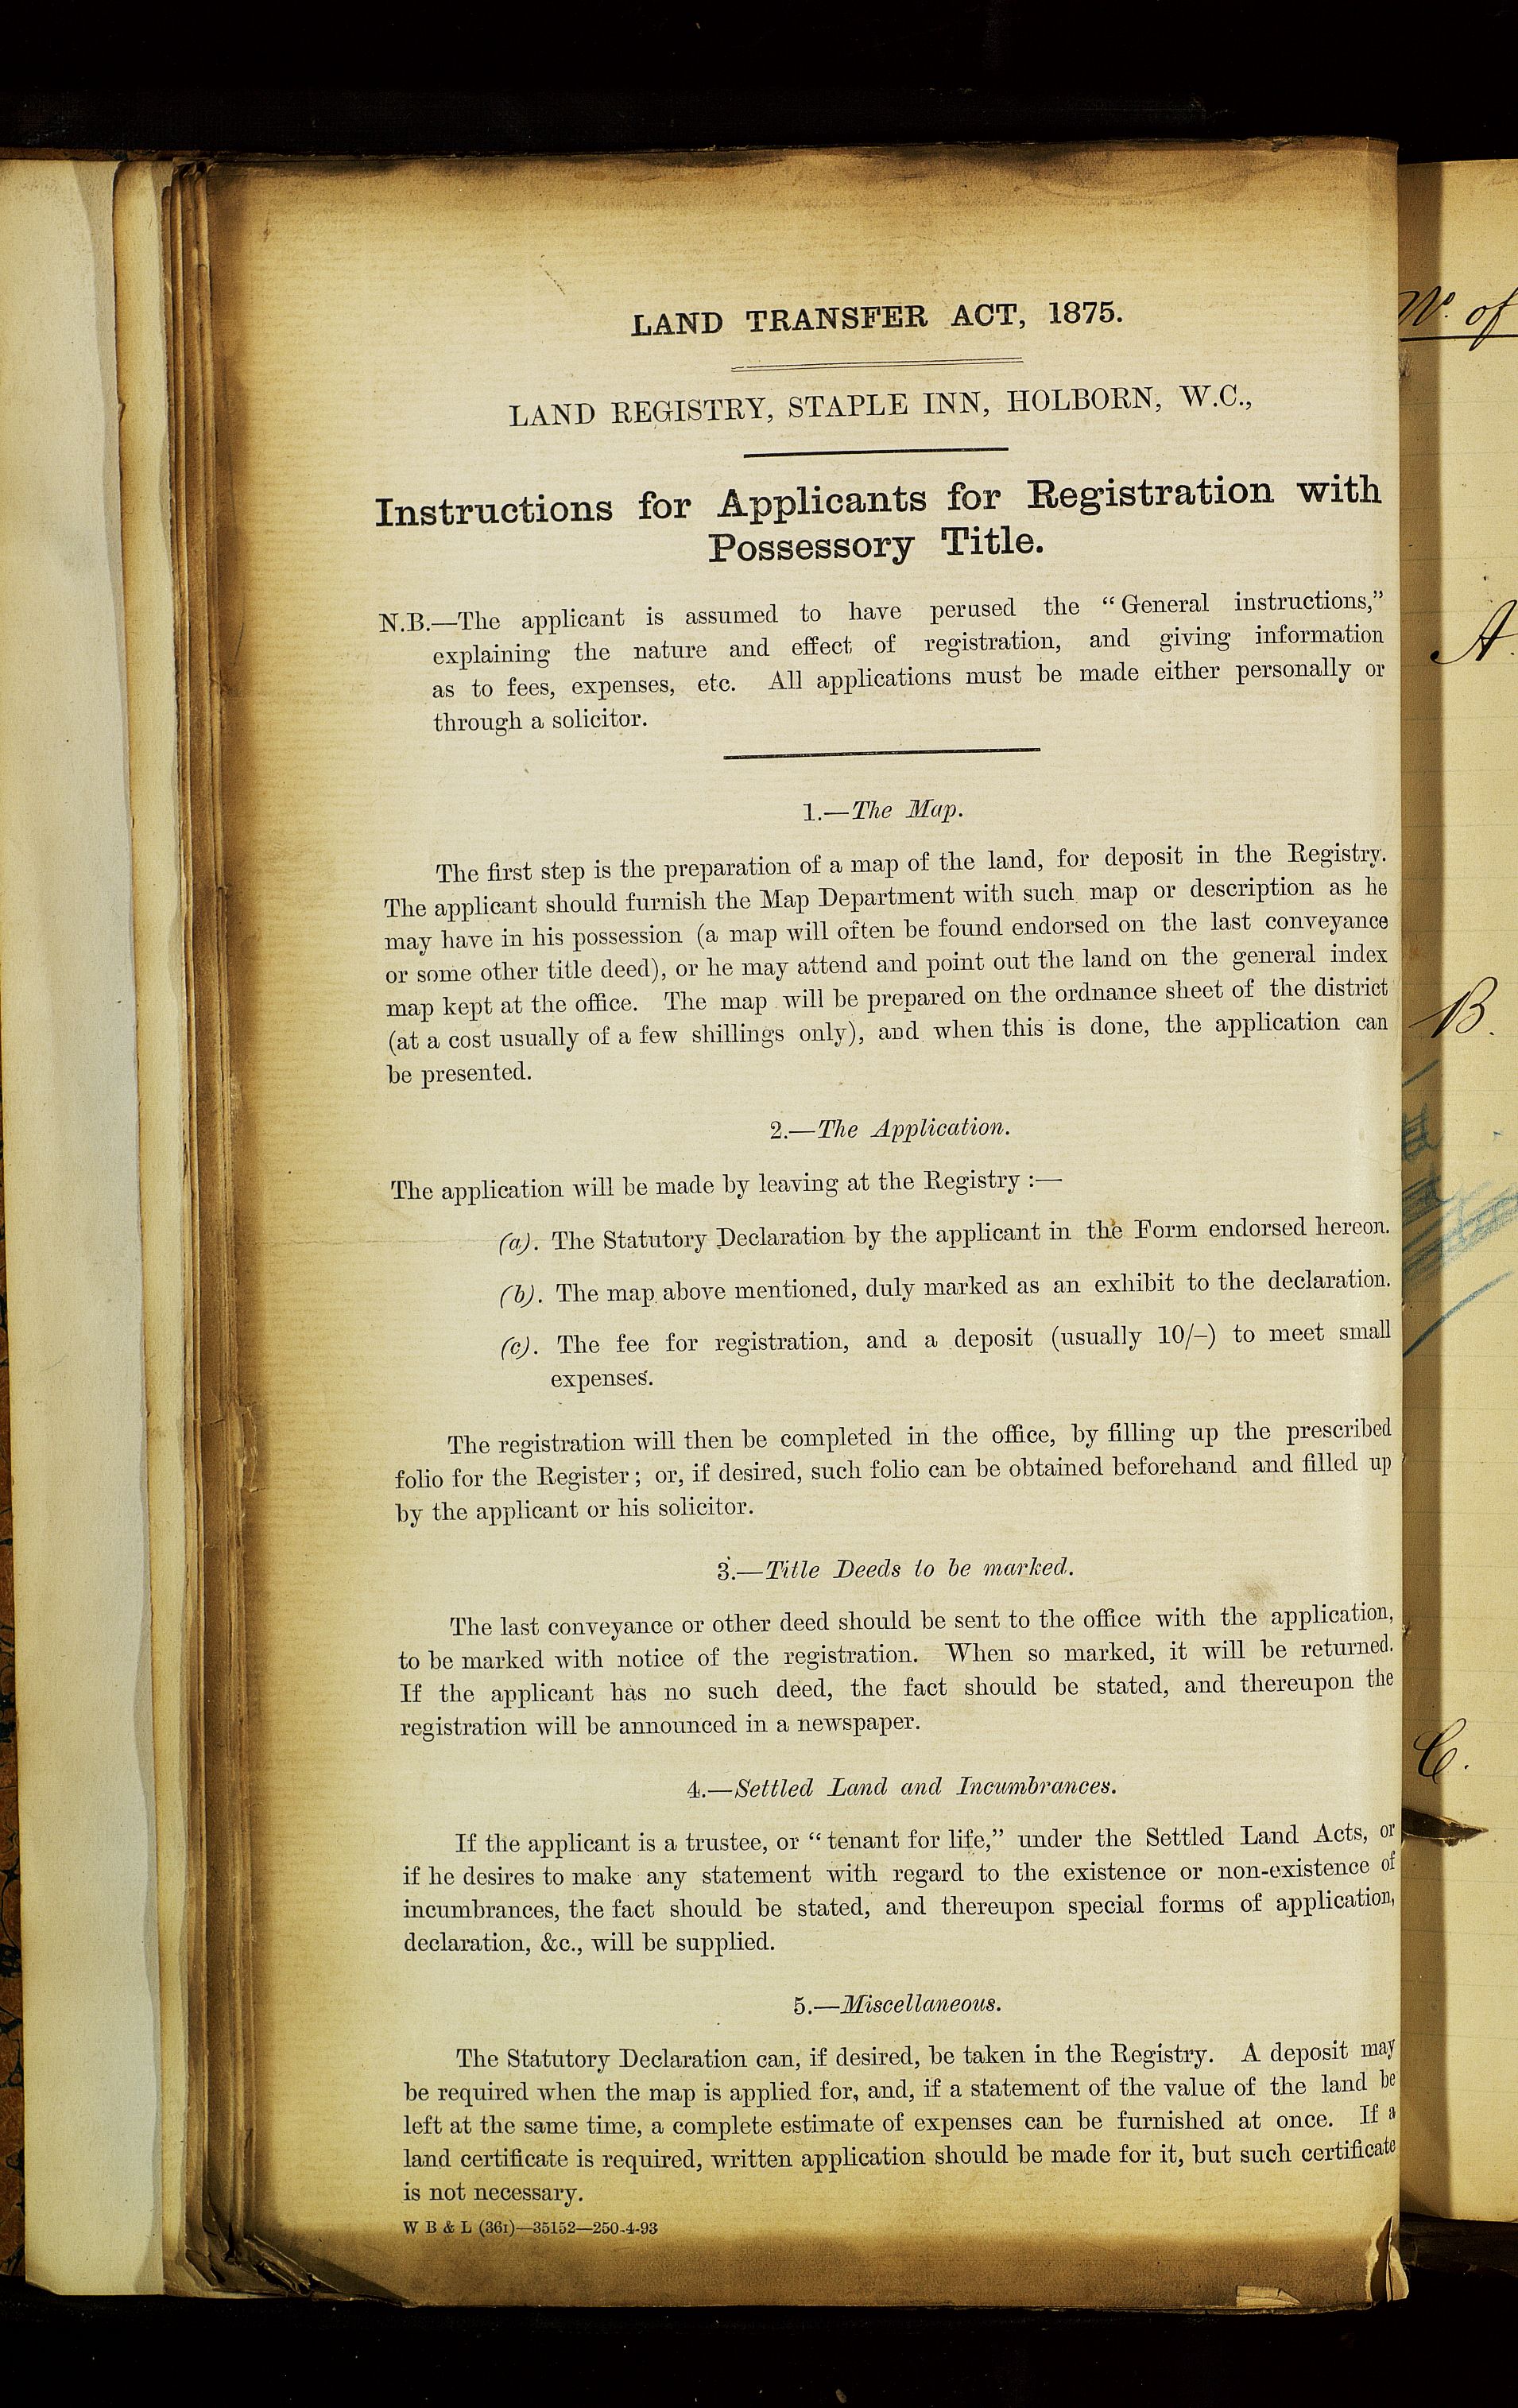 LAND TRANSFER ACT, 1875.
LAND REGISTRY, STAPLE INN, HOLBORN, W.C.,
Instructions for Applicants for Registration with
Possessory Title.
N.B.—The applicant is assumed to have perused the “General instructions,”
explaining the nature and effect of registration, and giving information
as to fees, expenses, etc. All applications must be made either personally or
through a solicitor.
1.—The Map.
The first step is the preparation of a map of the land, for deposit in the Registry.
The applicant should furnish the Map Department with such map or description as he
may have in his possession (a map will often be found endorsed on the last conveyance
or some other title deed), or he may attend and point out the land on the general index
map kept at the office. The map will be prepared on the ordnance sheet of the district
(at a cost usually of a few shillings only), and when this is done, the application can
be presented.
2.—The Application.
The application will be made by leaving at the Registry :—
(a). The Statutory Declaration by the applicant in the Form endorsed hereon.
(b). The map above mentioned, duly marked as an exhibit to the declaration.
(c). The fee for registration, and a deposit (usually 10/–) to meet small
expenses.
The registration will then be completed in the office, by filling up the prescribed
folio for the Register; or, if desired, such folio can be obtained beforehand and filled up
by the applicant or his solicitor.
3.—Title Deeds to be marked.
The last conveyance or other deed should be sent to the office with the application,
to be marked with notice of the registration. When so marked, it will be returned.
If the applicant has no such deed, the fact should be stated, and thereupon the
registration will be announced in a newspaper.
4.—Settled Land and Incumbrances.
If the applicant is a trustee, or “tenant for life,” under the Settled Land Acts, or
if he desires to make any statement with regard to the existence or non-existence of
incumbrances, the fact should be stated, and thereupon special forms of application,
declaration, &c., will be supplied.
5.—Miscellaneous.
The Statutory Declaration can, if desired, be taken in the Registry. A deposit may
be required when the map is applied for, and, if a statement of the value of the land be
left at the same time, a complete estimate of expenses can be furnished at once. If a
land certificate is required, written application should be made for it, but such certificate
is not necessary.
W B & L (361)—35152—250-4-93
of
A.
B.
C.